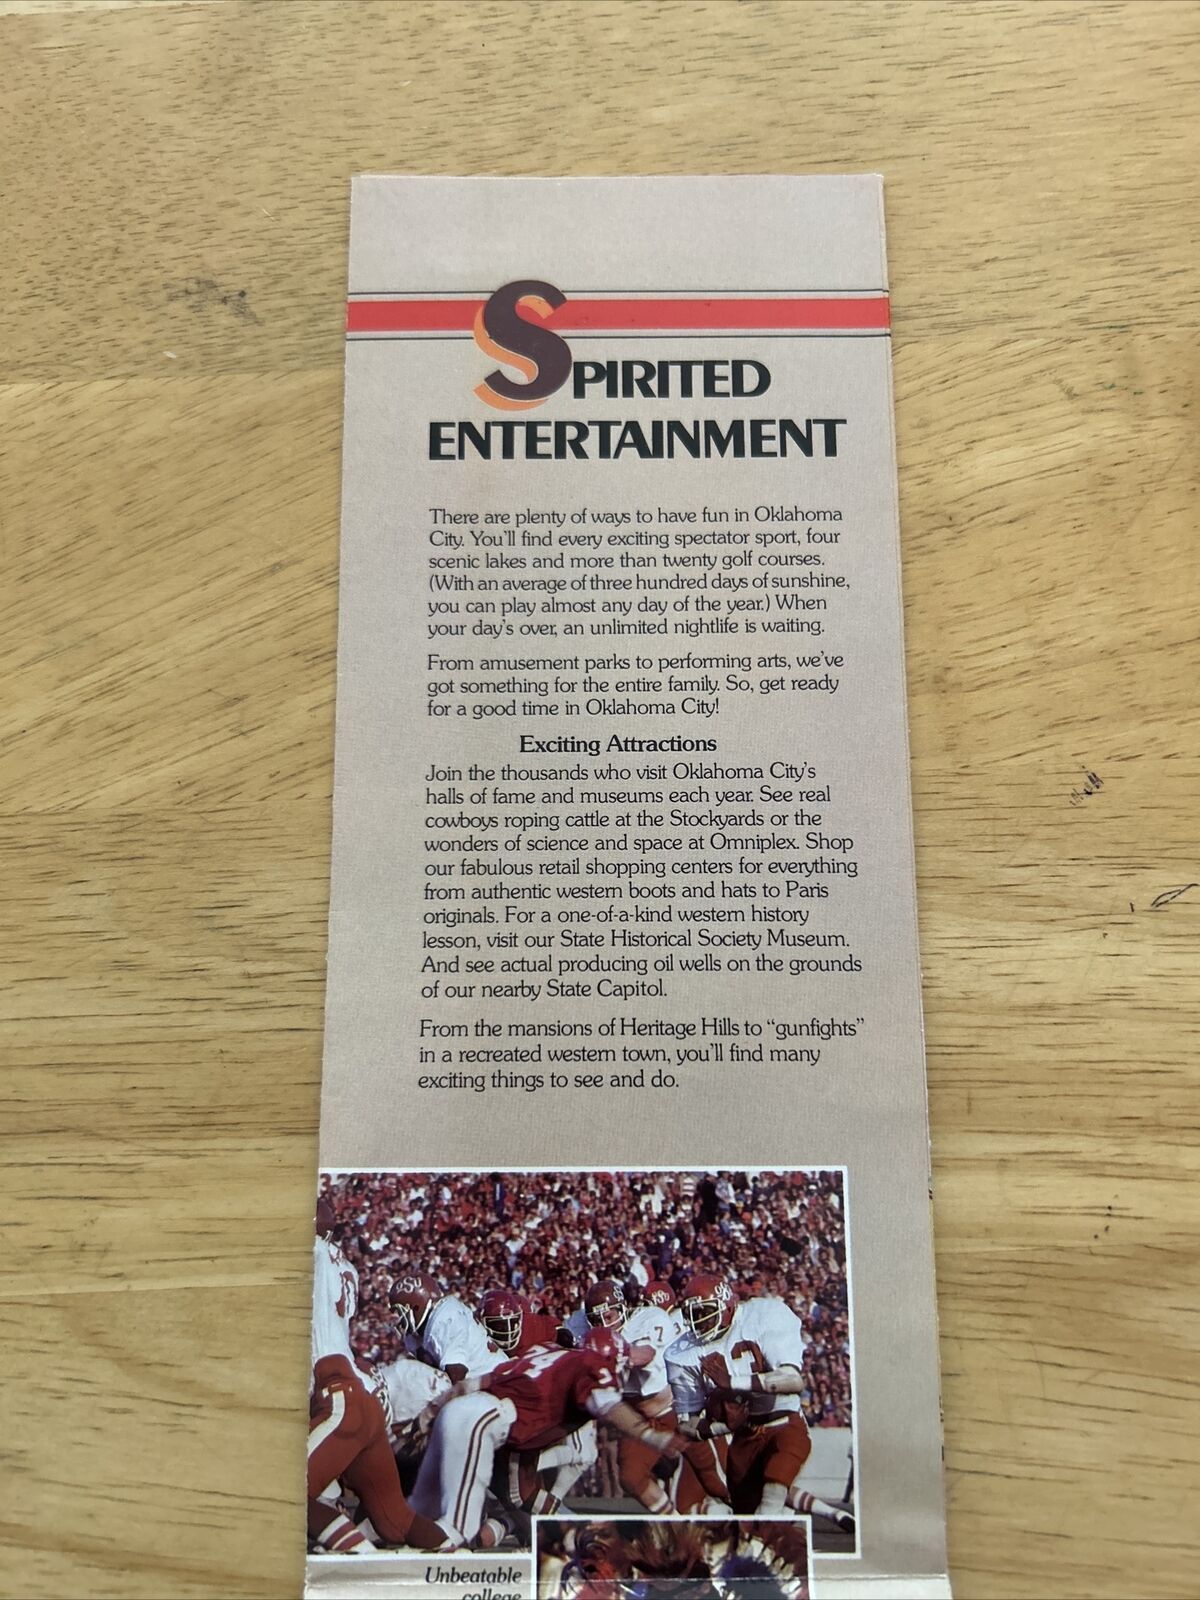 SPIRITED
ENTERTAINMENT
There are plenty of ways to have fun in Oklahoma
City. You'll find every exciting spectator sport, four
scenic lakes and more than twenty golf courses.
(With an average of three hundred days of sunshine,
you can play almost any day of the year.) When
your day's over, an unlimited nightlife is waiting.
From amusement parks to performing arts, we've
got something for the entire family. So, get ready
for a good time in Oklahoma City!
Exciting Attractions
Join the thousands who visit Oklahoma City's
halls of fame and museums each year. See real
cowboys roping cattle at the Stockyards or the
wonders of science and space at Omniplex. Shop
our fabulous retail shopping centers for everything
from authentic western boots and hats to Paris
originals. For a one-of-a-kind western history
lesson, visit our State Historical Society Museum.
And see actual producing oil wells on the grounds
of our nearby State Capitol.
From the mansions of Heritage Hills to "gunfights"
in a recreated western town, you'll find many
exciting things to see and do.
OSU
7
3
Unbeatable
college